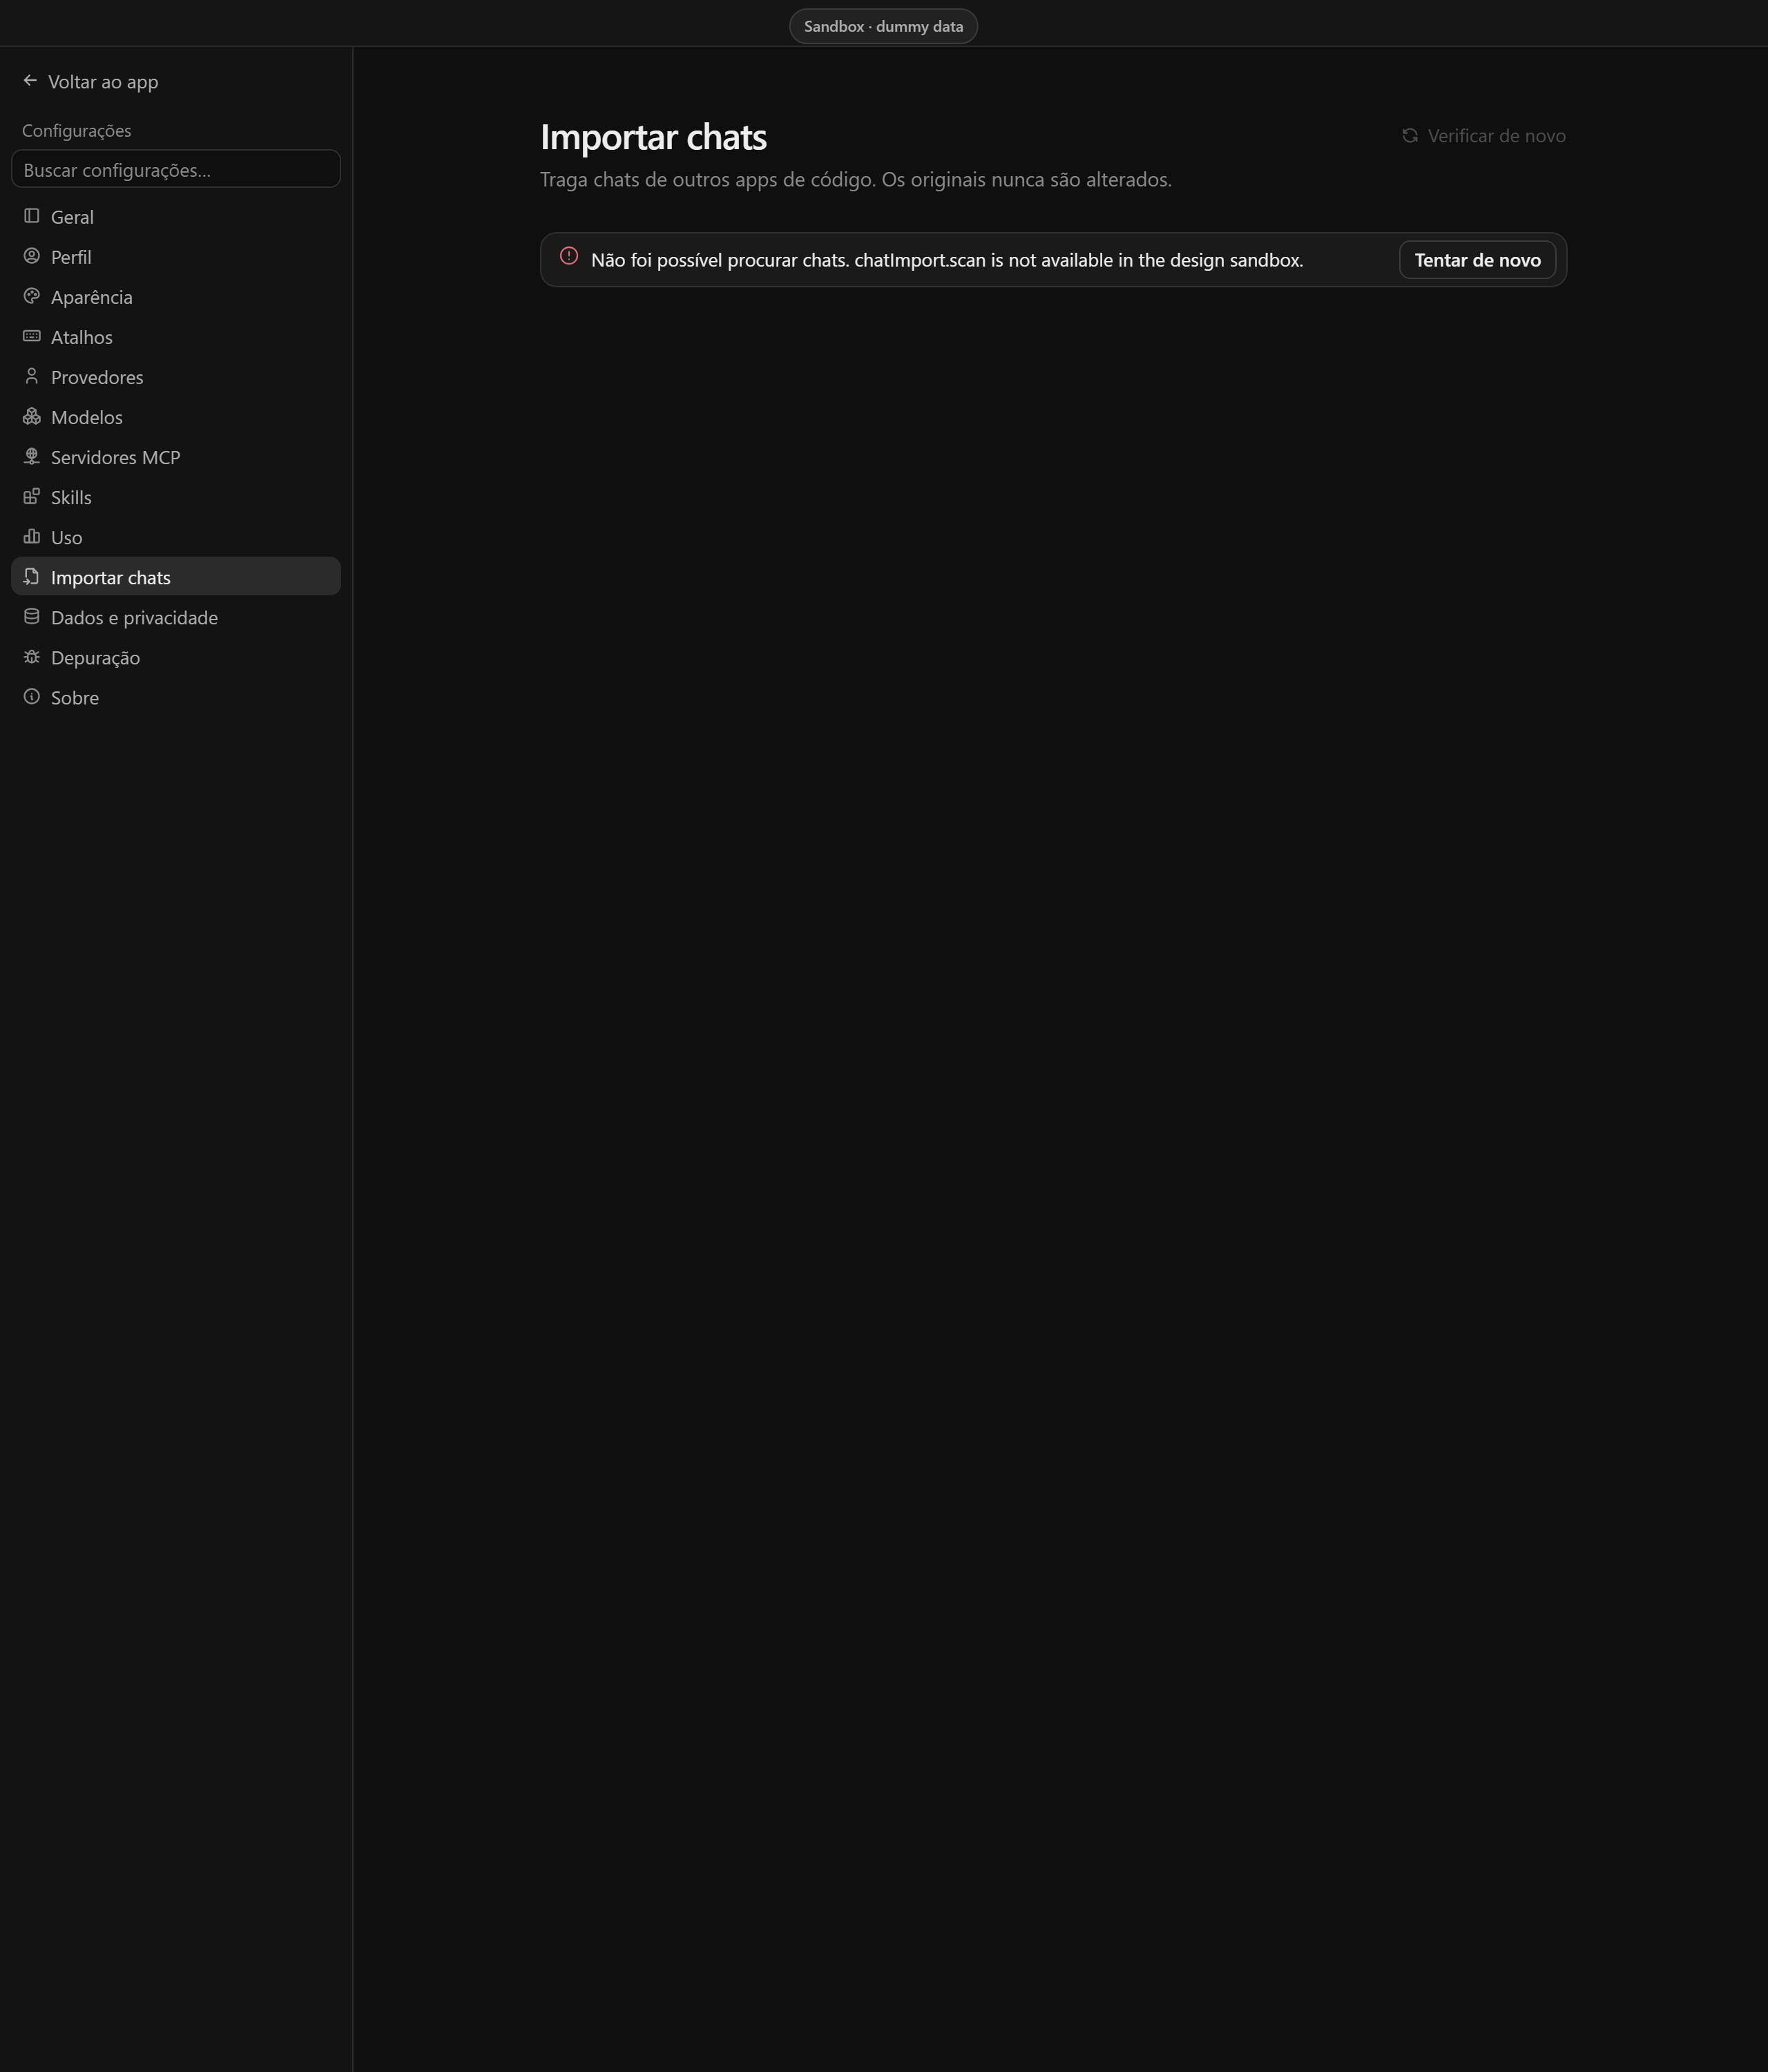 Sandbox · dummy data
Voltar ao app
Configurações
Buscar configurações...
Geral
Perfil
Aparência
Atalhos
Provedores
Modelos
Servidores MCP
Skills
Uso
Importar chats
Dados e privacidade
Depuração
Sobre
Importar chats
Verificar de novo
Traga chats de outros apps de código. Os originais nunca são alterados.
Não foi possível procurar chats. chatImport.scan is not available in the design sandbox.
Tentar de novo